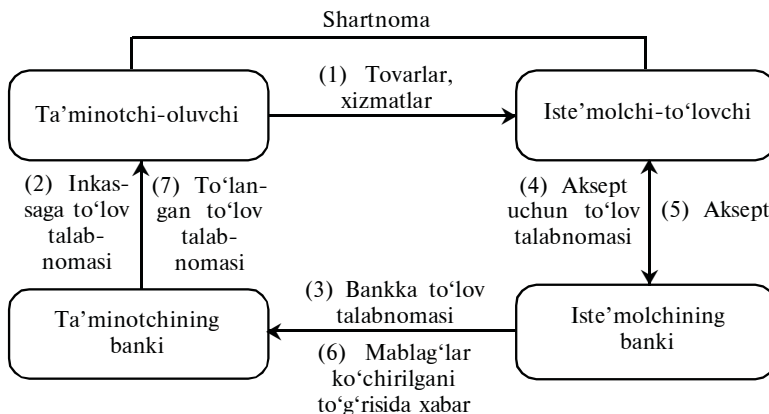 Shartnoma
Ta’minotchi-oluvchi
(1) Tovarlar,
xizmatlar
Iste’molchi-to‘lovchi
(2) Inkas-
saga to‘lov
talab-
nomasi
(7) To‘lan-
gan to‘lov
talab-
nomasi
(4) Aksept
uchun to‘lov
talabnomasi
(5) Aksept
Ta’minotchining
banki
(3) Bankka to‘lov
talabnomasi
(6) Mablag‘lar
ko‘chirilgani
to‘g‘risida xabar
Iste’molchining
banki